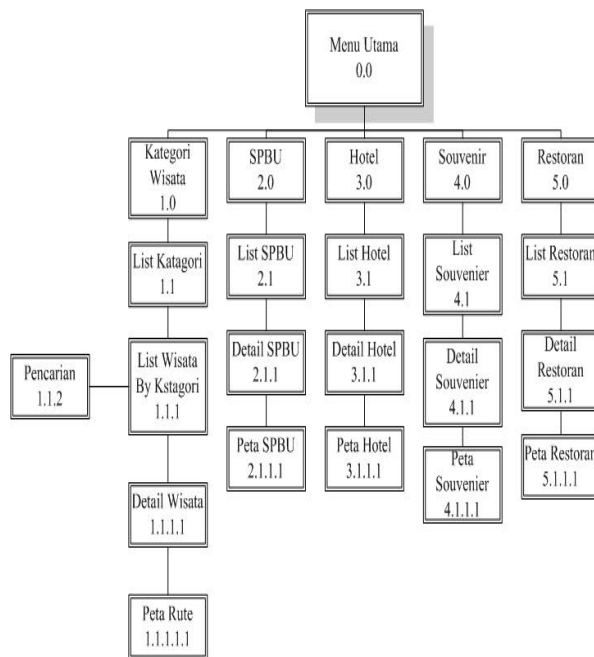 Menu Utama
0.0
Kategori
Wisata
1.0
SPBU
2.0
Hotel
3.0
Souvenir
4.0
Restoran
5.0
List Katagori
1.1
List SPBU
2.1
List Hotel
3.1
List
Souvenier
4.1
List Restoran
5.1
Pencarian
1.1.2
List Wisata
By Kstagori
1.1.1
Detail SPBU
2.1.1
Detail Hotel
3.1.1
Detail
Souvenier
4.1.1
Detail
Restoran
5.1.1
Peta SPBU
2.1.1.1
Peta Hotel
3.1.1.1
Peta
Souvenier
4.1.1.1
Peta Restoran
5.1.1.1
Detail Wisata
1.1.1.1
Peta Rute
1.1.1.1.1